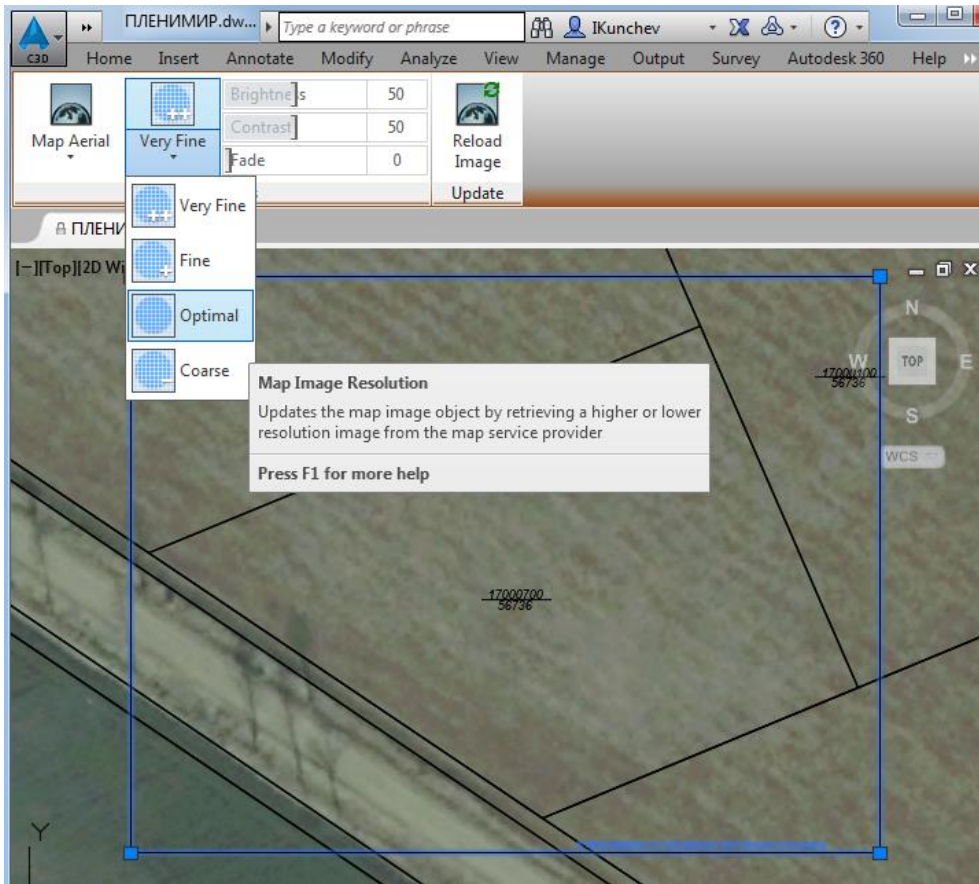 ПЛЕНИМИР.dw...
Type a keyword or phrase
IKunchev
?
C3D
Home Insert Annotate Modify Analyze View Manage Output Survey Autodesk 360 Help
Map Aerial
Very Fine
Brightness 50
Contrast 50
Fade 0
Reload
Image
Update
Very Fine
Fine
Optimal
Coarse
ПЛЕНИ
[−][Top][2D Wi
N
W
TOP
E
S
WCS
Map Image Resolution
Updates the map image object by retrieving a higher or lower
resolution image from the map service provider
Press F1 for more help
56736
17000700
56736
Y